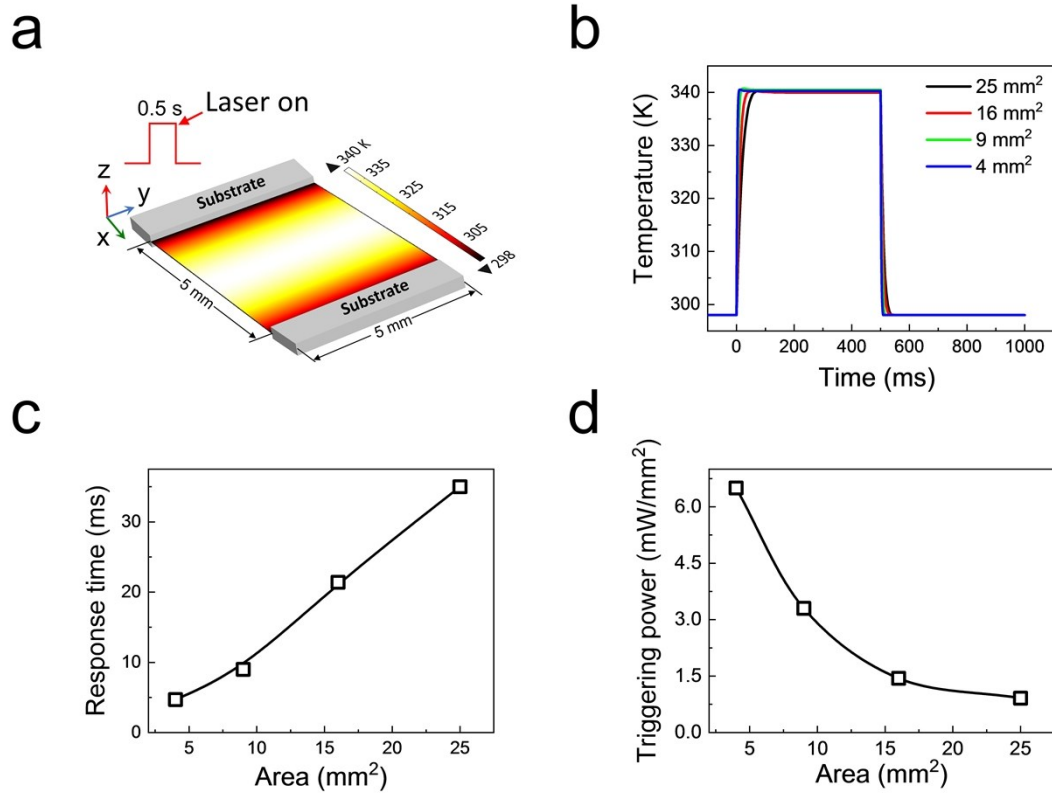 a
0.5 s
Laser on
z
y
x
Substrate
Substrate
5 mm
5 mm
340 K
335
325
315
305
298
b
Temperature (K)
340
330
320
310
300
0
200
400
600
800
1000
Time (ms)
25 mm²
16 mm²
9 mm²
4 mm²
c
Response time (ms)
30
20
10
0
5
10
15
20
25
Area (mm²)
d
Triggering power (mW/mm²)
6.0
4.5
3.0
1.5
0.0
5
10
15
20
25
Area (mm²)